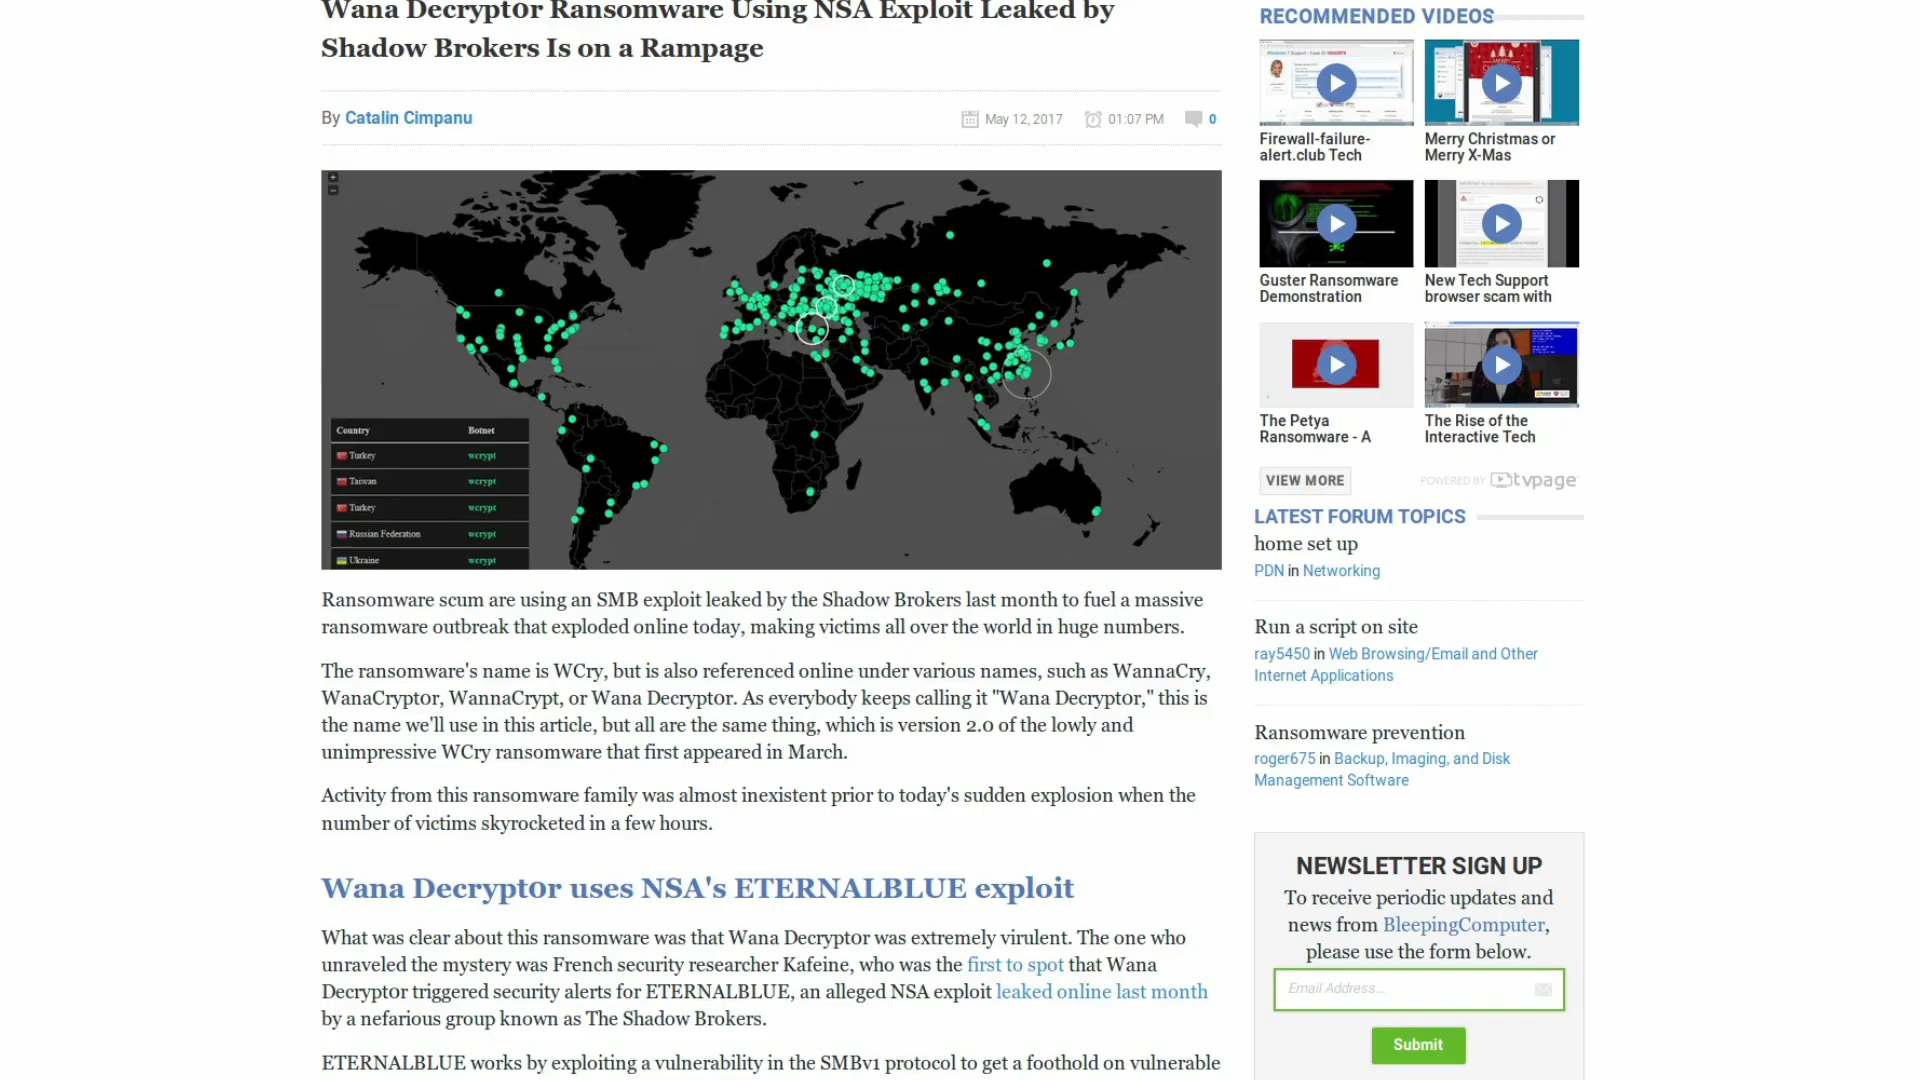 Wana Decrypt0r Ransomware Using NSA Exploit Leaked by
Shadow Brokers Is on a Rampage
By Catalin Cimpanu
May 12, 2017
01:07 PM
0
Country Botnet
Turkey wcrypt
Taiwan wcrypt
Turkey wcrypt
Russian Federation wcrypt
Ukraine wcrypt
Ransomware scum are using an SMB exploit leaked by the Shadow Brokers last month to fuel a massive
ransomware outbreak that exploded online today, making victims all over the world in huge numbers.
The ransomware's name is WCry, but is also referenced online under various names, such as WannaCry,
WanaCrypt0r, WannaCrypt, or Wana Decrypt0r. As everybody keeps calling it "Wana Decrypt0r," this is
the name we'll use in this article, but all are the same thing, which is version 2.0 of the lowly and
unimpressive WCry ransomware that first appeared in March.
Activity from this ransomware family was almost inexistent prior to today's sudden explosion when the
number of victims skyrocketed in a few hours.
Wana Decrypt0r uses NSA's ETERNALBLUE exploit
What was clear about this ransomware was that Wana Decrypt0r was extremely virulent. The one who
unraveled the mystery was French security researcher Kafeine, who was the first to spot that Wana
Decrypt0r triggered security alerts for ETERNALBLUE, an alleged NSA exploit leaked online last month
by a nefarious group known as The Shadow Brokers.
ETERNALBLUE works by exploiting a vulnerability in the SMBv1 protocol to get a foothold on vulnerable
RECOMMENDED VIDEOS
Firewall-failure-
alert.club Tech
Merry Christmas or
Merry X-Mas
Guster Ransomware
Demonstration
New Tech Support
browser scam with
The Petya
Ransomware - A
The Rise of the
Interactive Tech
VIEW MORE
POWERED BY tvpage
LATEST FORUM TOPICS
home set up
PDN in Networking
Run a script on site
ray5450 in Web Browsing/Email and Other
Internet Applications
Ransomware prevention
roger675 in Backup, Imaging, and Disk
Management Software
NEWSLETTER SIGN UP
To receive periodic updates and
news from BleepingComputer,
please use the form below.
Email Address...
Submit